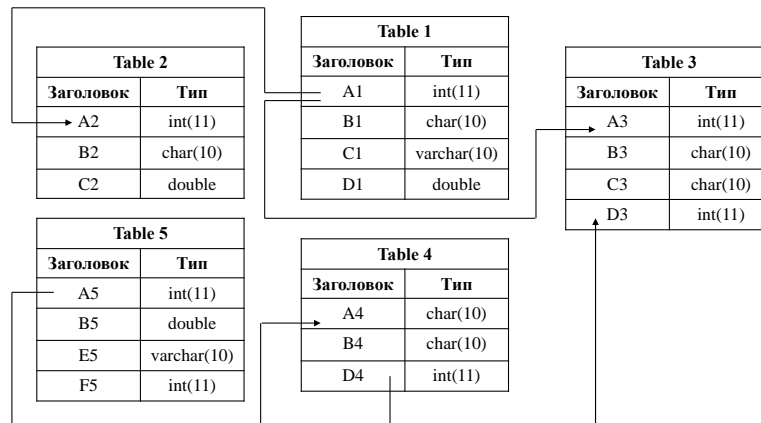 Table 1
Заголовок Тип
A1 int(11)
B1 char(10)
C1 varchar(10)
D1 double
Table 2
Заголовок Тип
A2 int(11)
B2 char(10)
C2 double
Table 3
Заголовок Тип
A3 int(11)
B3 char(10)
C3 char(10)
D3 int(11)
Table 5
Заголовок Тип
A5 int(11)
B5 double
E5 varchar(10)
F5 int(11)
Table 4
Заголовок Тип
A4 char(10)
B4 char(10)
D4 int(11)